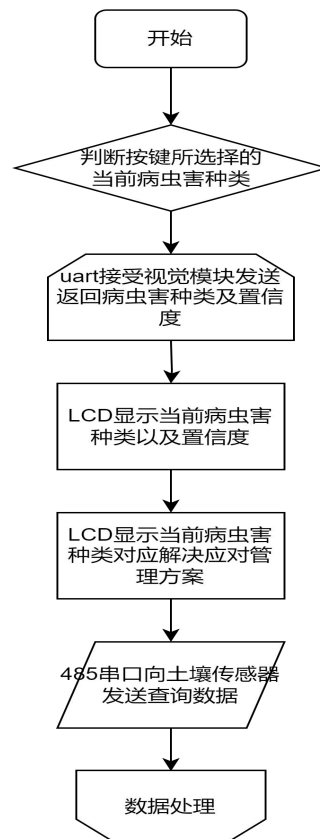 开始
判断按键所选择的
当前病虫害种类
uart接受视觉模块发送
返回病虫害种类及置信
度
LCD显示当前病虫害
种类以及置信度
LCD显示当前病虫害
种类对应解决应对管
理方案
485串口向土壤传感器
发送查询数据
数据处理